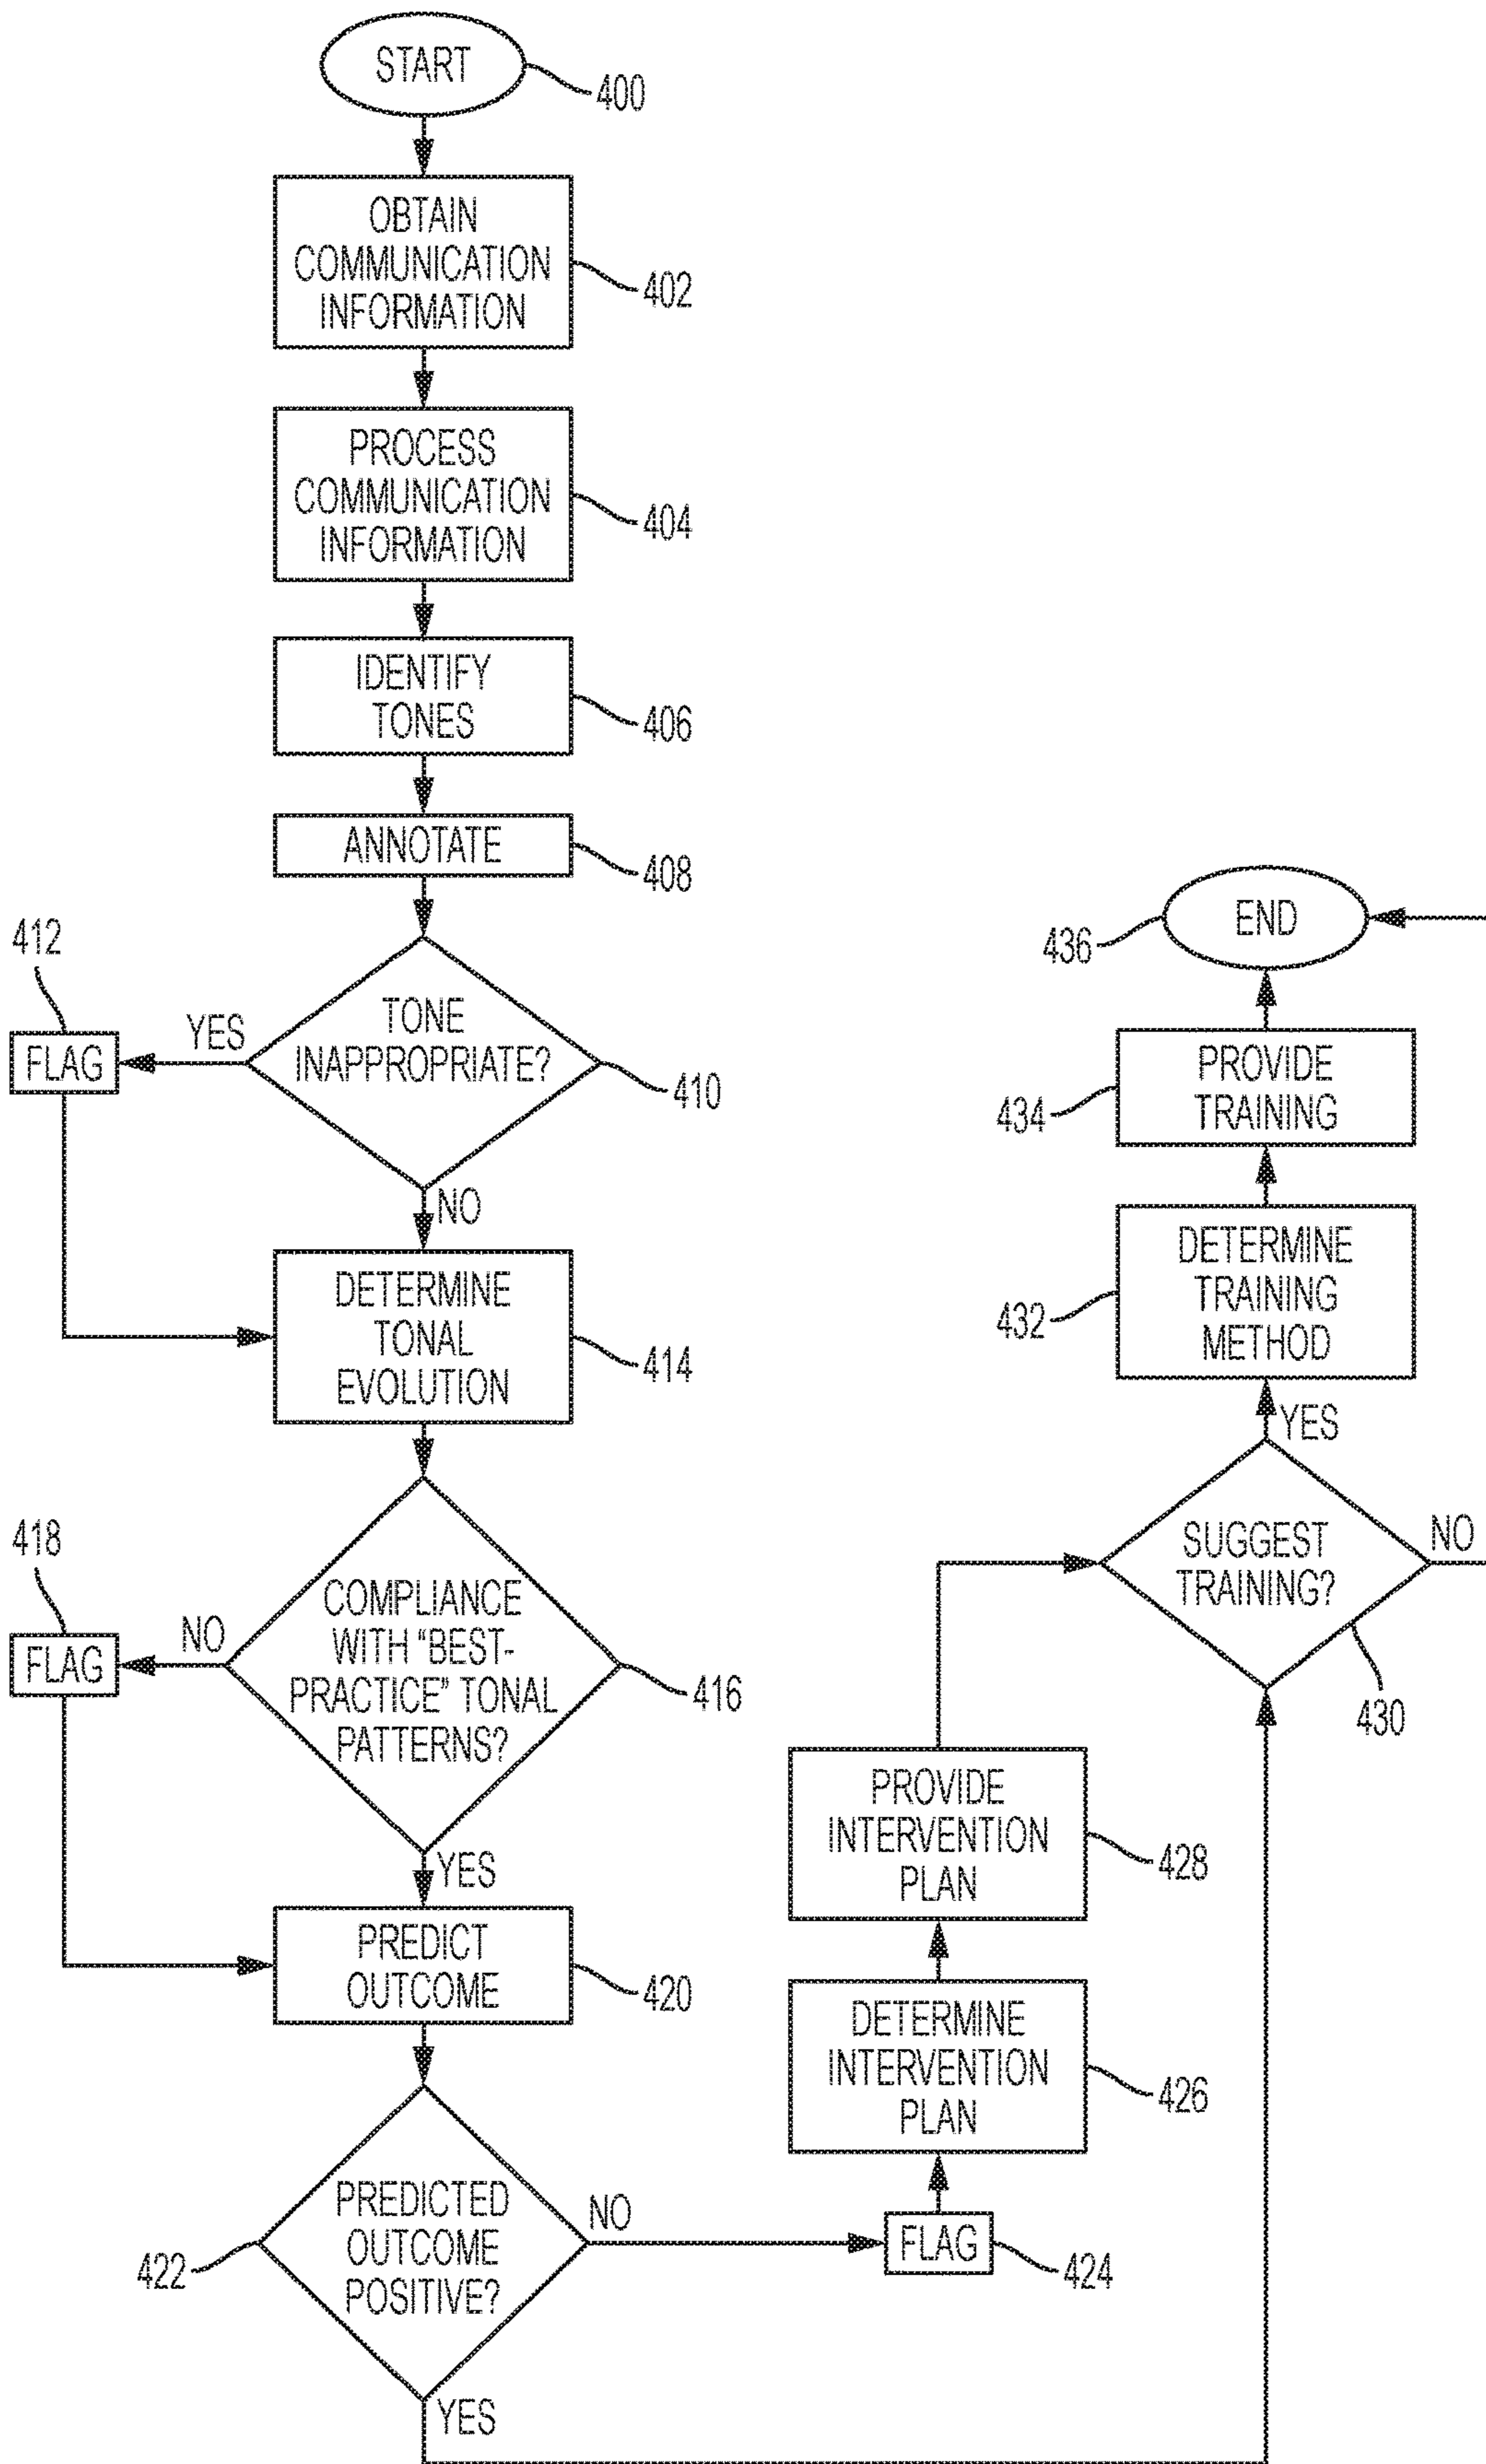 START
400
OBTAIN
COMMUNICATION
INFORMATION
402
PROCESS
COMMUNICATION
INFORMATION
404
IDENTIFY
TONES
406
ANNOTATE
408
412
FLAG
YES
TONE
INAPPROPRIATE?
410
NO
DETERMINE
TONAL
EVOLUTION
414
418
FLAG
NO
COMPLIANCE
WITH “BEST-
PRACTICE” TONAL
PATTERNS?
416
YES
PREDICT
OUTCOME
420
PREDICTED
OUTCOME
POSITIVE?
422
YES
NO
FLAG
424
DETERMINE
INTERVENTION
PLAN
426
PROVIDE
INTERVENTION
PLAN
428
SUGGEST
TRAINING?
430
NO
YES
DETERMINE
TRAINING
METHOD
432
PROVIDE
TRAINING
434
END
436